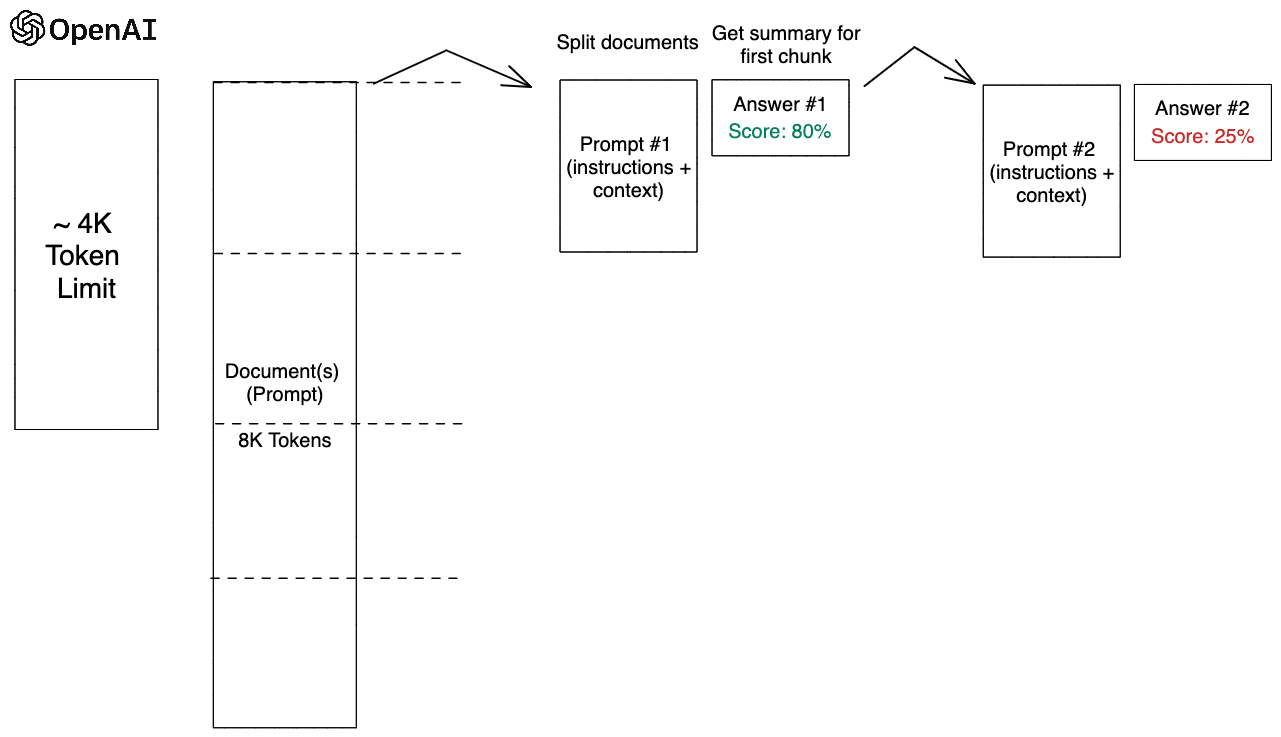 OpenAI
~ 4K
Token
Limit
Document(s)
(Prompt)
8K Tokens
Split documents
Get summary for
first chunk
Prompt #1
(instructions +
context)
Answer #1
Score: 80%
Prompt #2
(instructions +
context)
Answer #2
Score: 25%